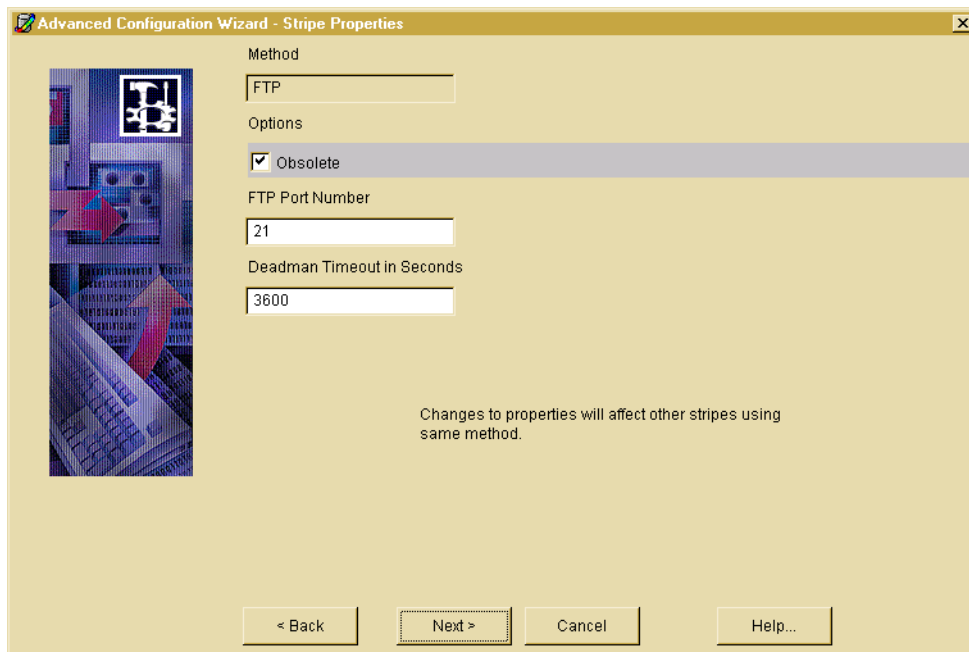 Advanced Configuration Wizard - Stripe Properties
Method
FTP
Options
Obsolete
FTP Port Number
21
Deadman Timeout in Seconds
3600
Changes to properties will affect other stripes using
same method.
< Back
Next >
Cancel
Help...